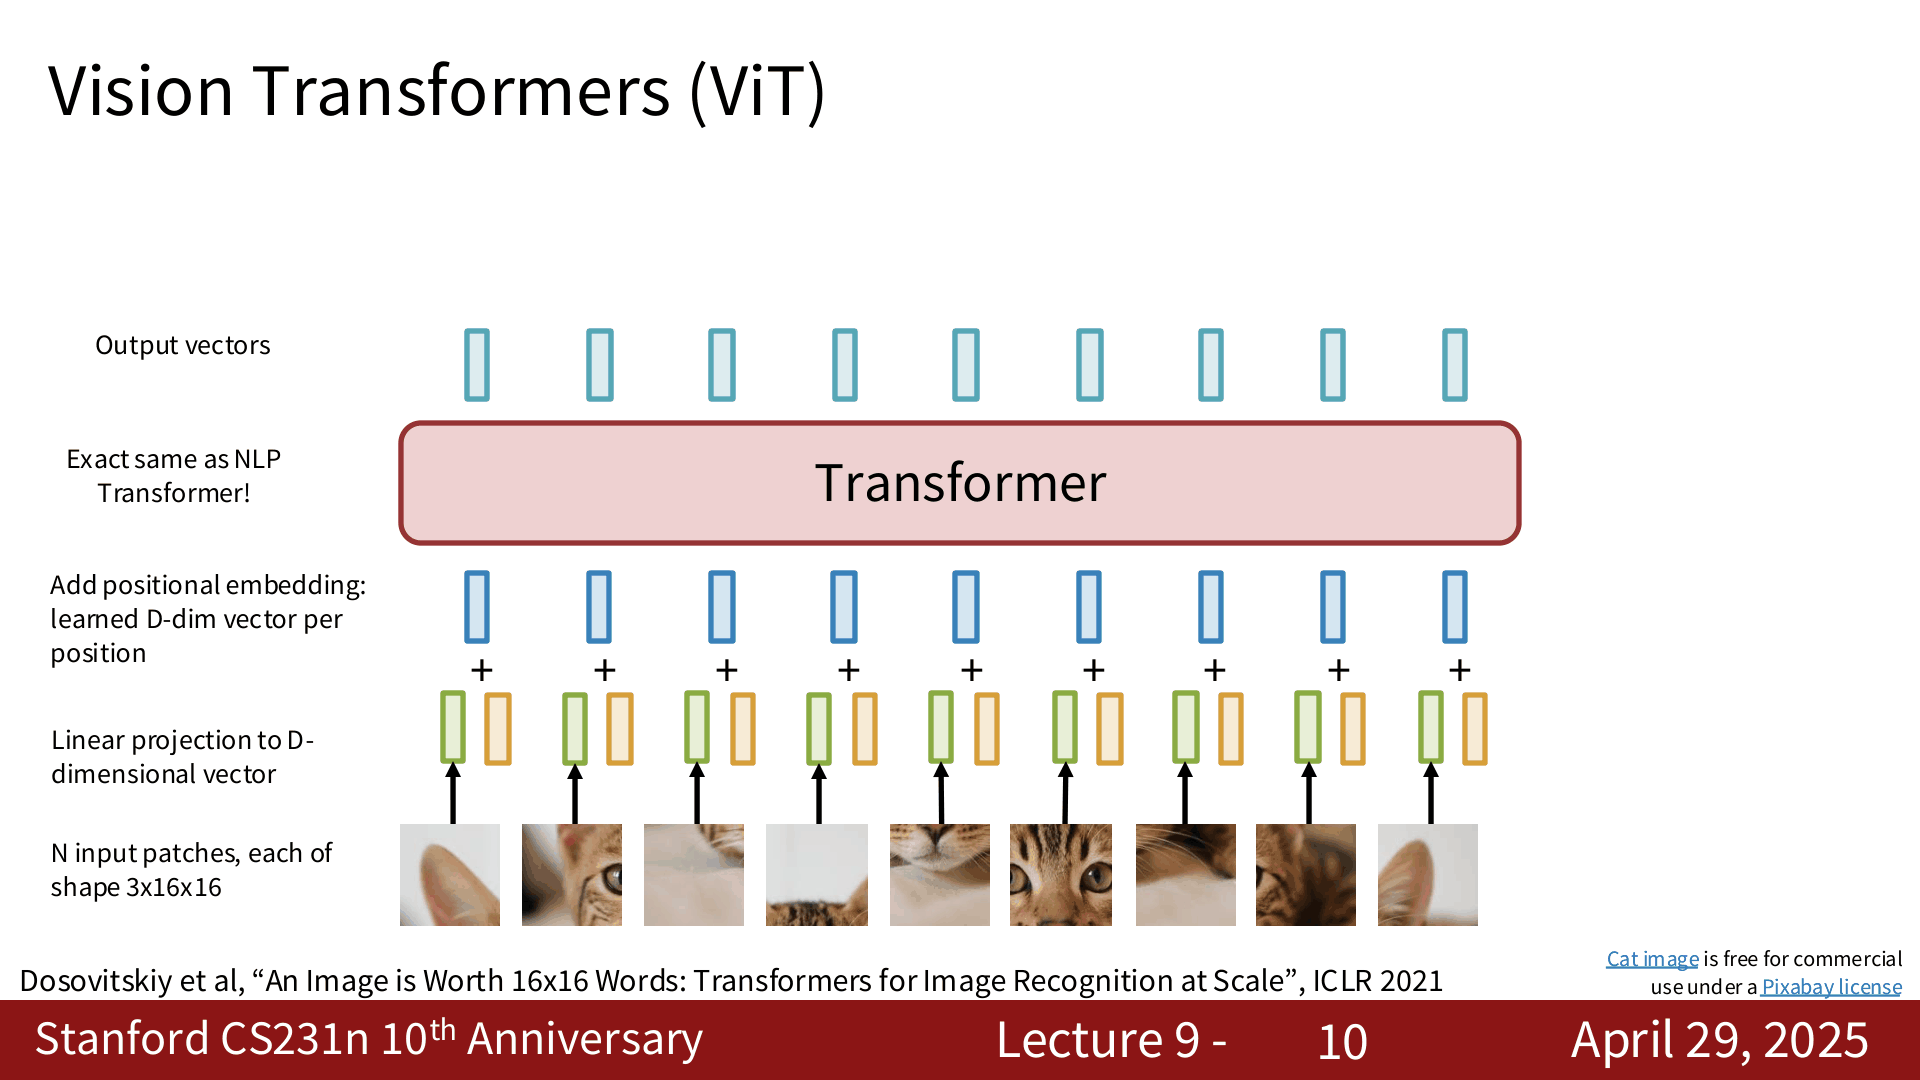 Vision Transformers (ViT)
Output vectors
Exact same as NLP
Transformer!
Transformer
Add positional embedding:
learned D-dim vector per
position
+ + + + + + + + +
Linear projection to D-
dimensional vector
N input patches, each of
shape 3x16x16
Cat image is free for commercial
use under a Pixabay license
Dosovitskiy et al, “An Image is Worth 16x16 Words: Transformers for Image Recognition at Scale”, ICLR 2021
Stanford CS231n 10th Anniversary
Lecture 9 - 10
April 29, 2025